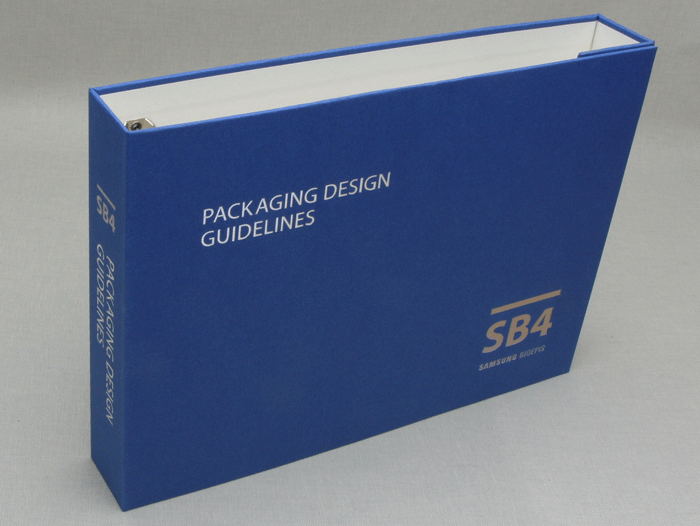 PACKAGING DESIGN
GUIDELINES
SB4
SAMSUNG BIOEPIS
SB4
PACKAGING DESIGN
GUIDELINES